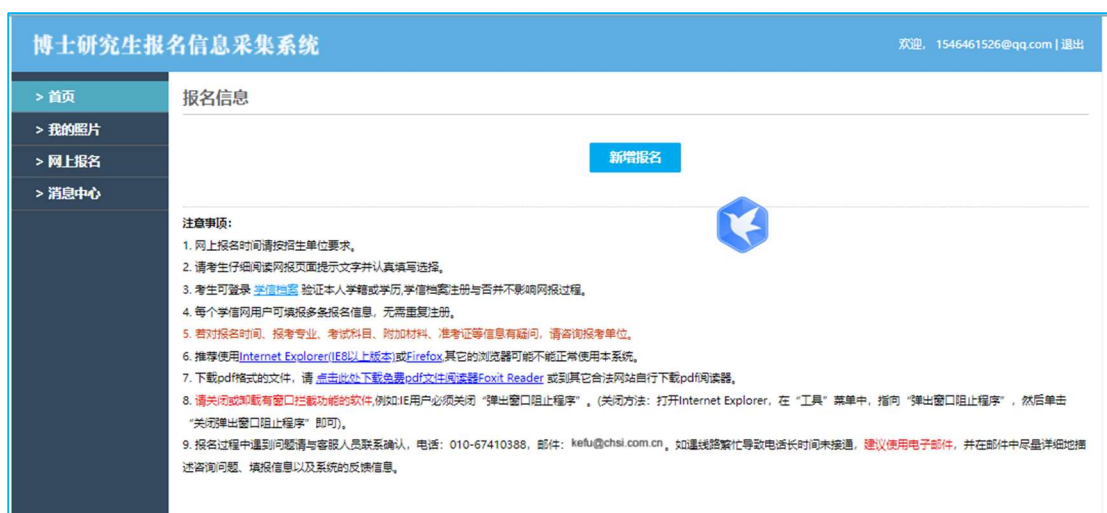 博士研究生报名信息采集系统
欢迎, 1546461526@qq.com | 退出
> 首页
> 我的照片
> 网上报名
> 消息中心
报名信息
新增报名
注意事项:
1. 网上报名时间请按招生单位要求。
2. 请考生仔细阅读网报页面提示文字并认真填写选择。
3. 考生可登录 学信档案 验证本人学籍或学历,学信档案注册与否并不影响网报过程。
4. 每个学信网用户可填报多条报名信息，无需重复注册。
5. 若对报名时间、报考专业、考试科目、附加材料、准考证等信息有疑问，请咨询报考单位。
6. 推荐使用Internet Explorer(IE8以上版本)或Firefox,其它的浏览器可能不能正常使用本系统。
7. 下载pdf格式的文件，请 点击此处下载免费pdf文件阅读器Foxit Reader 或到其它合法网站自行下载pdf阅读器。
8. 请关闭或卸载有窗口拦截功能的软件,例如:IE用户必须关闭“弹出窗口阻止程序”。(关闭方法：打开Internet Explorer，在“工具”菜单中，指向“弹出窗口阻止程序”，然后单击
“关闭弹出窗口阻止程序”即可)。
9. 报名过程中遇到问题请与客服人员联系确认，电话：010-67410388，邮件：kefu@chsi.com.cn。如遇线路繁忙导致电话长时间未接通，建议使用电子邮件，并在邮件中尽量详细地描
述咨询问题、填报信息以及系统的反馈信息。